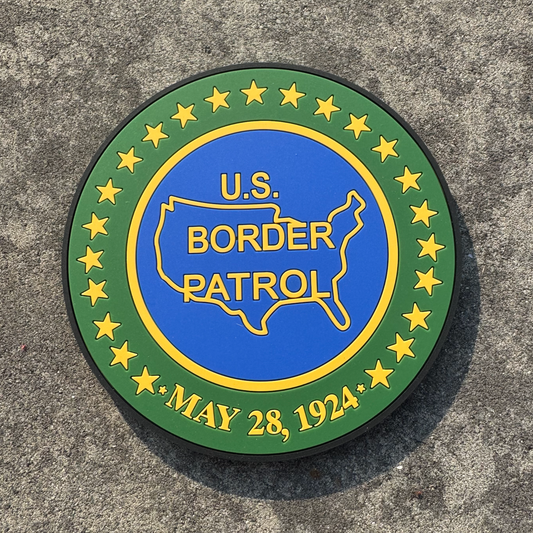 U.S.
BORDER
PATROL
MAY 28, 1924